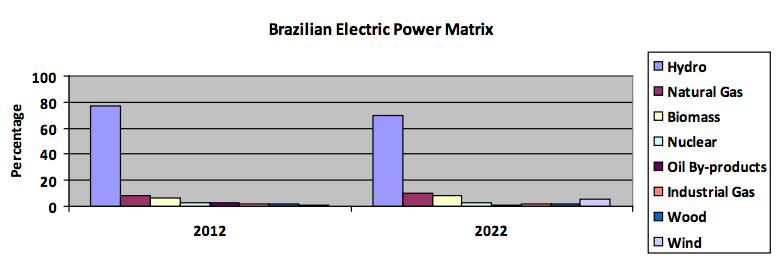 Brazilian Electric Power Matrix
Percentage
100
80
60
40
20
0
2012
2022
Hydro
Natural Gas
Biomass
Nuclear
Oil By-products
Industrial Gas
Wood
Wind